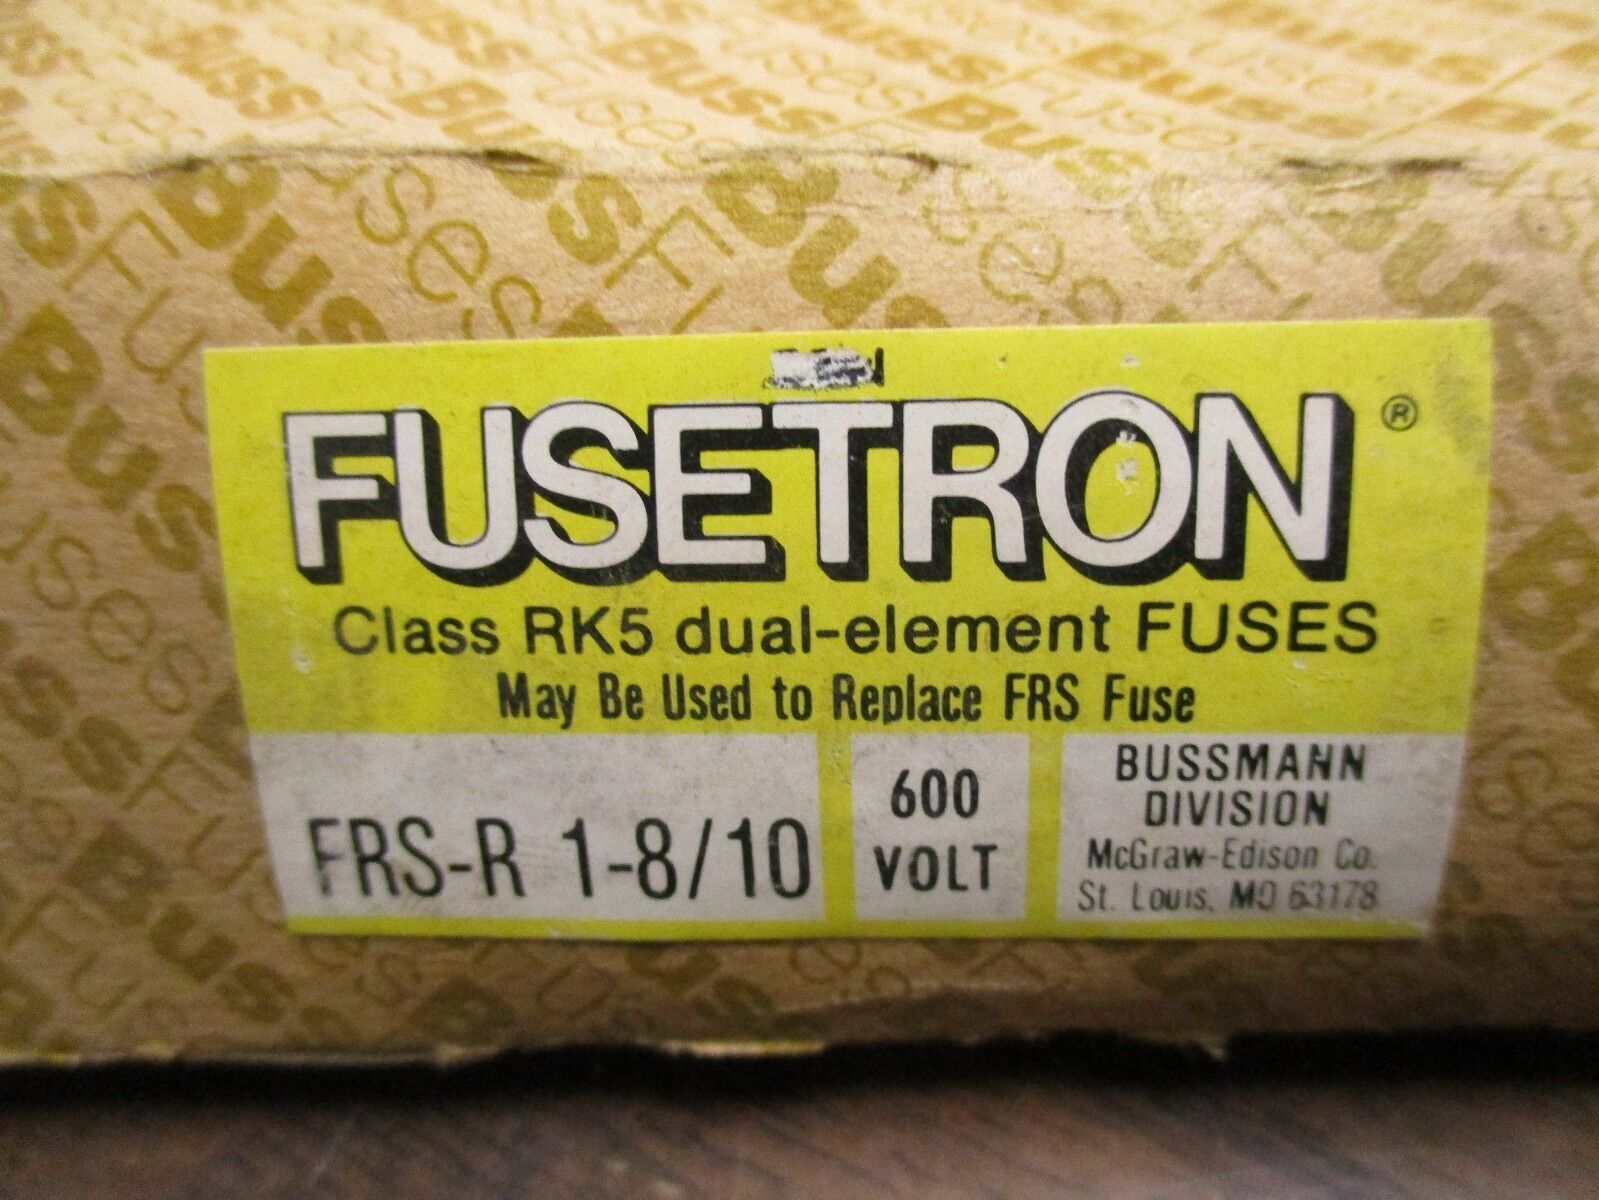 FUSETRON®
Class RK5 dual-element FUSES
May Be Used to Replace FRS Fuse
FRS-R 1-8/10
600
VOLT
BUSSMANN
DIVISION
McGraw-Edison Co.
St. Louis, MO 63178